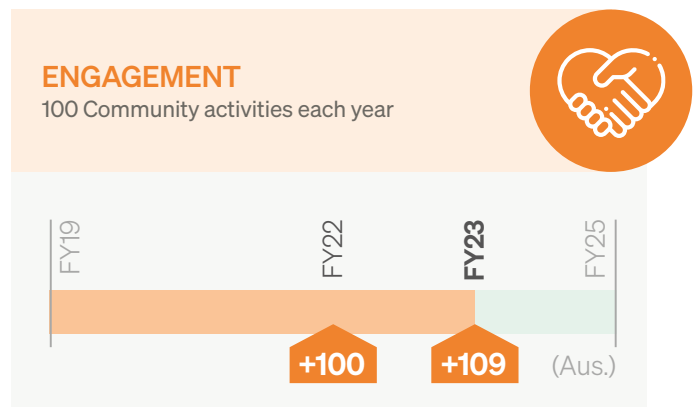 ENGAGEMENT
100 Community activities each year
FY19
FY22
FY23
FY25
+100
+109
(Aus.)